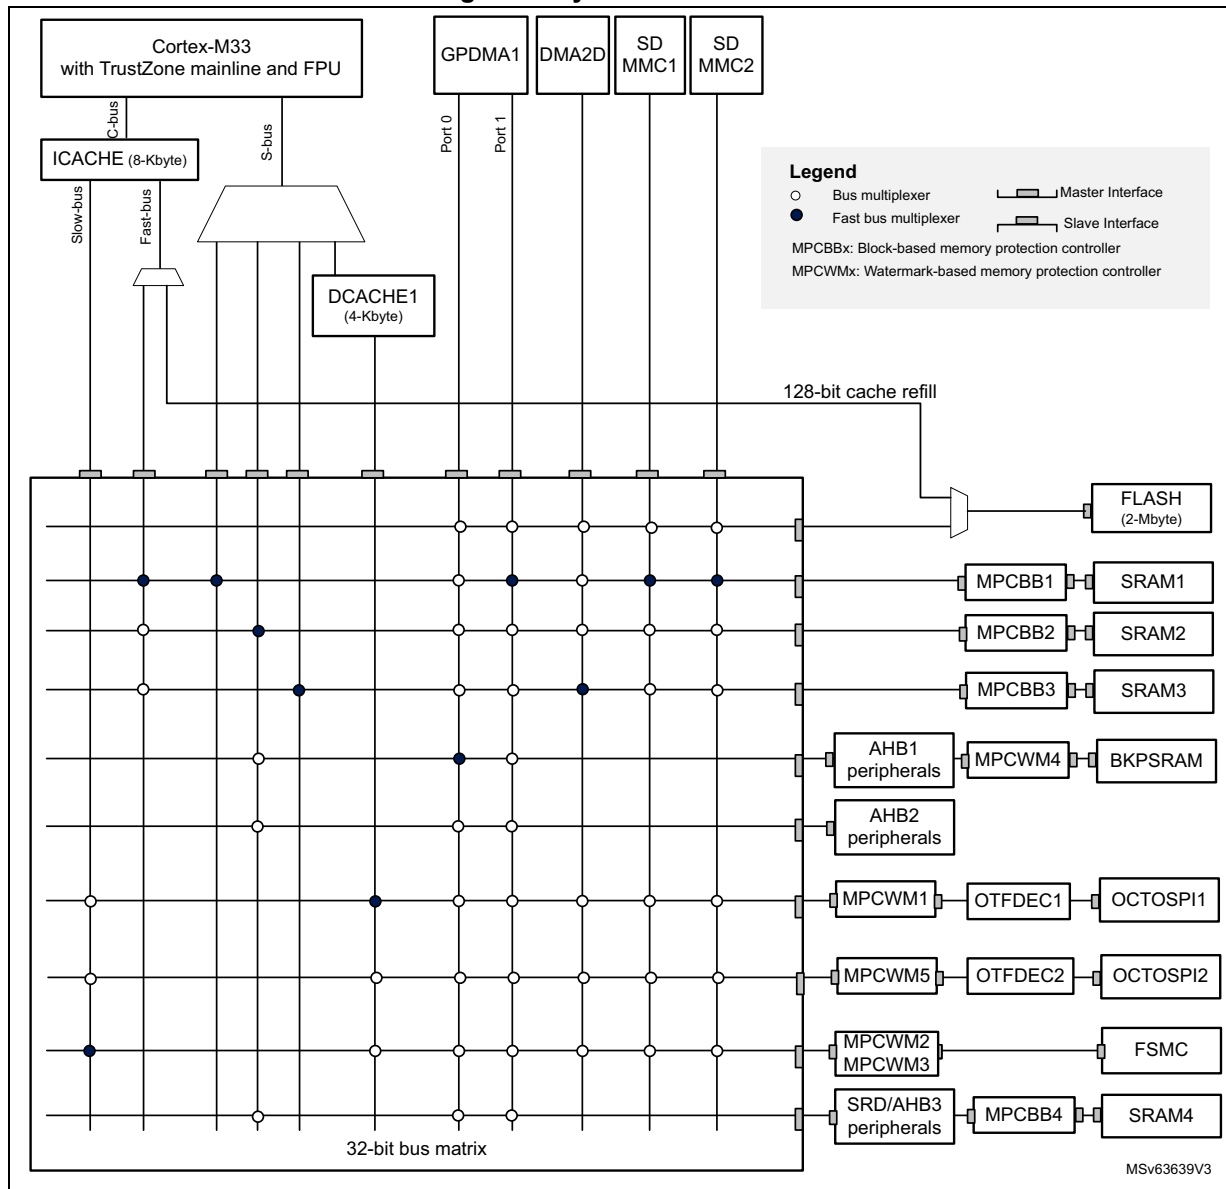 Cortex-M33
with TrustZone mainline and FPU
GPDMA1
DMA2D
SD
MMC1
SD
MMC2
C-bus
S-bus
Port 0
Port 1
ICACHE (8-Kbyte)
Slow-bus
Fast-bus
Legend
Bus multiplexer
Fast bus multiplexer
Master Interface
Slave Interface
MPCBBx: Block-based memory protection controller
MPCWMx: Watermark-based memory protection controller
DCACHE1
(4-Kbyte)
128-bit cache refill
FLASH
(2-Mbyte)
MPCBB1
SRAM1
MPCBB2
SRAM2
MPCBB3
SRAM3
AHB1
peripherals
MPCWM4
BKPSRAM
AHB2
peripherals
MPCWM1
OTFDEC1
OCTOSPI1
MPCWM5
OTFDEC2
OCTOSPI2
MPCWM2
MPCWM3
FSMC
SRD/AHB3
peripherals
MPCBB4
SRAM4
32-bit bus matrix
MSv63639V3